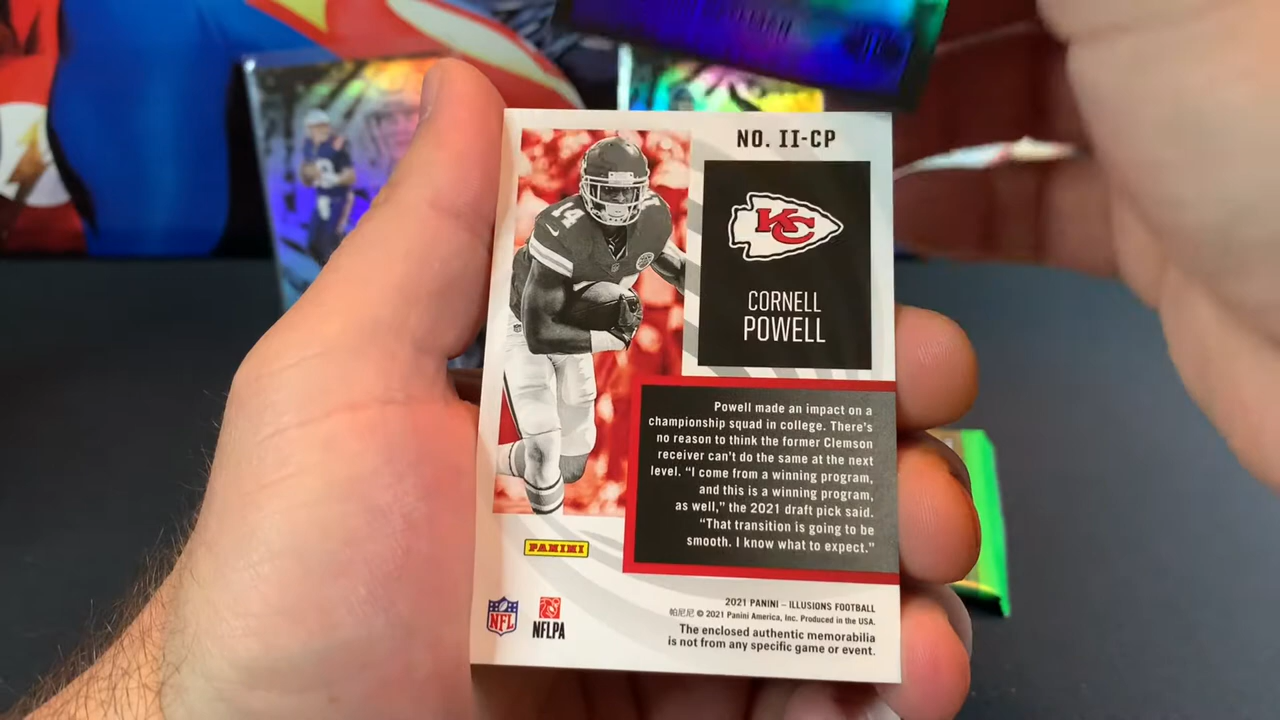 NO. II-CP
KC
CORNELL
POWELL
14
Powell made an impact on a
championship squad in college. There's
no reason to think the former Clemson
receiver can't do the same at the next
level. "I come from a winning program,
and this is a winning program,
as well," the 2021 draft pick said.
"That transition is going to be
smooth. I know what to expect."
PANINI
NFL
NFLPA
2021 PANINI – ILLUSIONS FOOTBALL
帕尼尼 © 2021 Panini America, Inc. Produced in the USA.
The enclosed authentic memorabilia
is not from any specific game or event.